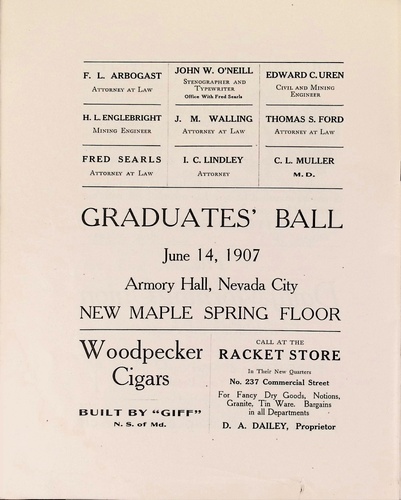 F. L. ARBOGAST
ATTORNEY AT LAW
JOHN W. O'NEILL
STENOGRAPHER AND
TYPEWRITER
Office With Fred Searls
EDWARD C. UREN
CIVIL AND MINING
ENGINEER
H. L. ENGLEBRIGHT
MINING ENGINEER
J. M. WALLING
ATTORNEY AT LAW
THOMAS S. FORD
ATTORNEY AT LAW
FRED SEARLS
ATTORNEY AT LAW
I. C. LINDLEY
ATTORNEY
C. L. MULLER
M. D.
GRADUATES' BALL
June 14, 1907
Armory Hall, Nevada City
NEW MAPLE SPRING FLOOR
Woodpecker
Cigars
BUILT BY "GIFF"
N. S. of Md.
CALL AT THE
RACKET STORE
In Their New Quarters
No. 237 Commercial Street
For Fancy Dry Goods, Notions,
Granite, Tin Ware. Bargains
in all Departments
D. A. DAILEY, Proprietor